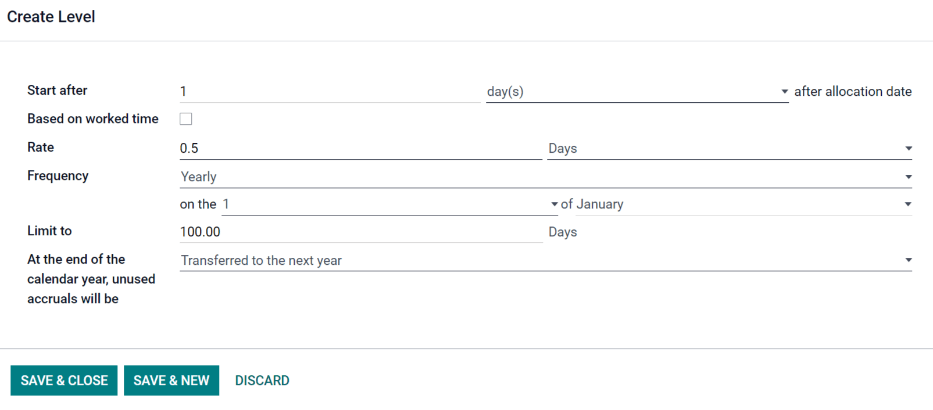 Create Level
Start after 1 day(s) after allocation date
Based on worked time
Rate 0.5 Days
Frequency Yearly
on the 1 of January
Limit to 100.00 Days
At the end of the Transferred to the next year
calendar year, unused
accruals will be
SAVE & CLOSE SAVE & NEW DISCARD